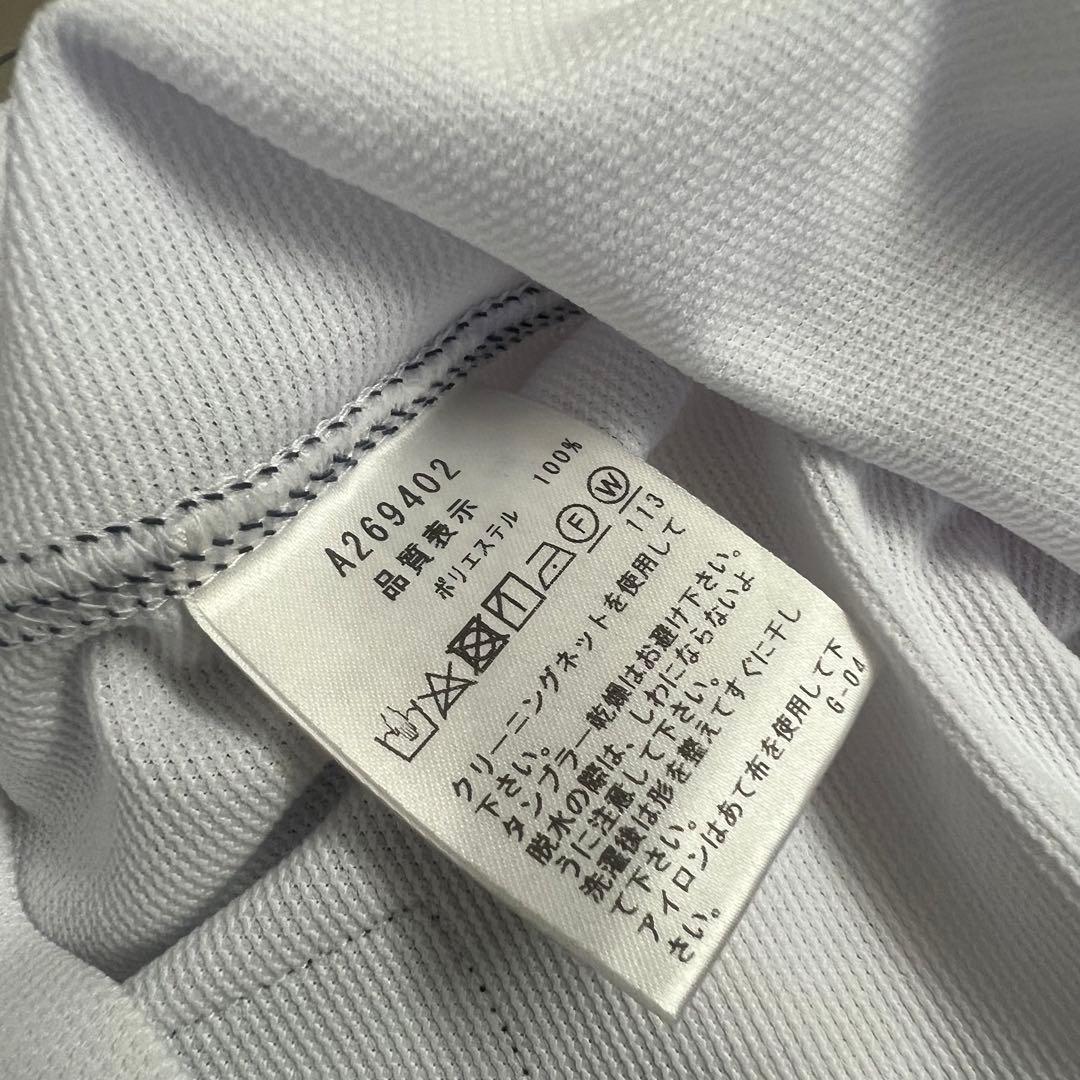 A269402
品質表示
ポリエステル 100%
F W
113
クリーニングネットを使用して
下さい。
タンブラー乾燥はお避け下さい。
脱水の際は、しわにならないよ
うに注意して下さい。
洗濯後は形を整えてすぐに干し
て下さい。
アイロンはあて布を使用して下
さい。
G-04